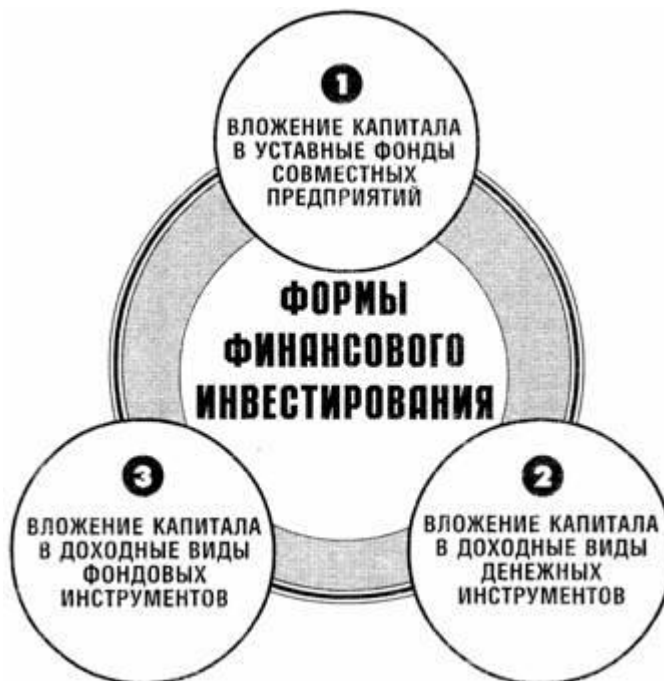 1
ВЛОЖЕНИЕ КАПИТАЛА
В УСТАВНЫЕ ФОНДЫ
СОВМЕСТНЫХ
ПРЕДПРИЯТИЙ
ФОРМЫ
ФИНАНСОВОГО
ИНВЕСТИРОВАНИЯ
3
ВЛОЖЕНИЕ КАПИТАЛА
В ДОХОДНЫЕ ВИДЫ
ФОНДОВЫХ
ИНСТРУМЕНТОВ
2
ВЛОЖЕНИЕ КАПИТАЛА
В ДОХОДНЫЕ ВИДЫ
ДЕНЕЖНЫХ
ИНСТРУМЕНТОВ